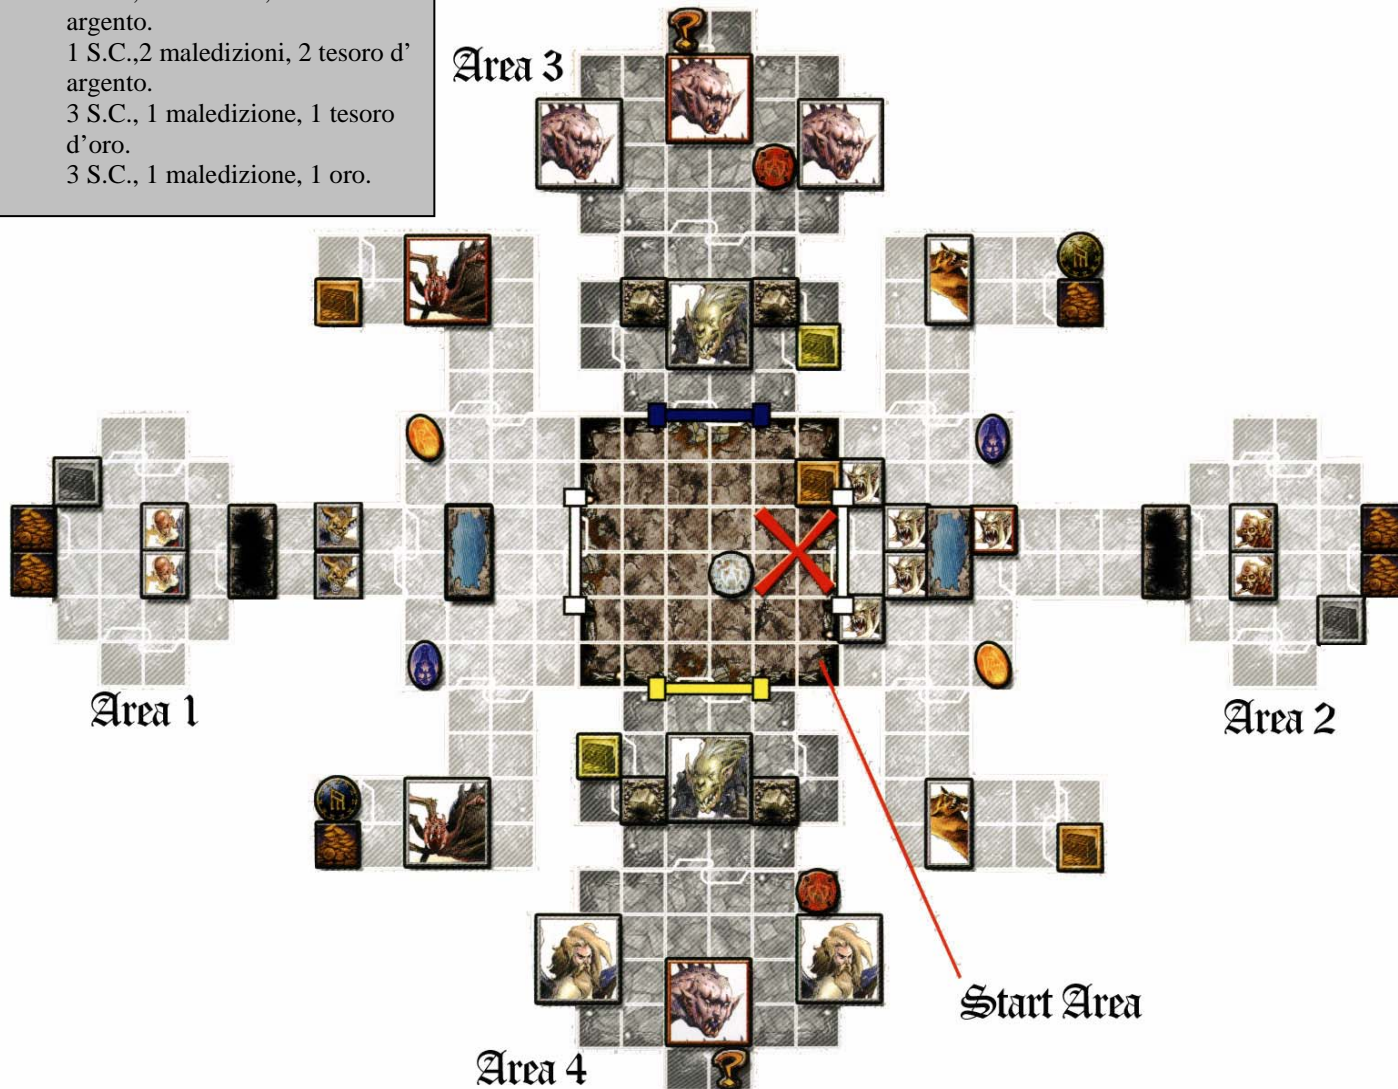 argento.
1 S.C.,2 maledizioni, 2 tesoro d’
argento.
3 S.C., 1 maledizione, 1 tesoro
d’oro.
3 S.C., 1 maledizione, 1 oro.
Area 3
Area 1
Area 2
Start Area
Area 4